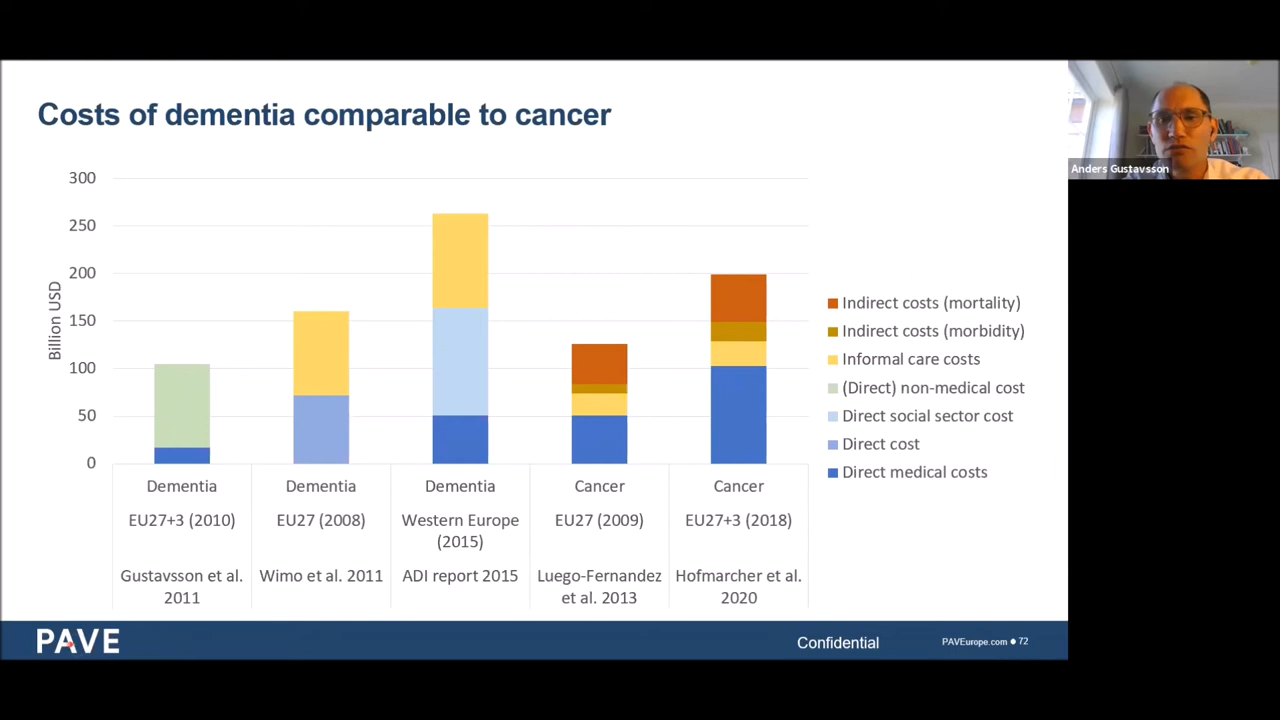 Costs of dementia comparable to cancer
Anders Gustavsson
Billion USD
300
250
200
150
100
50
0
Dementia
EU27+3 (2010)
Gustavsson et al.
2011
Dementia
EU27 (2008)
Wimo et al. 2011
Dementia
Western Europe
(2015)
ADI report 2015
Cancer
EU27 (2009)
Luego-Fernandez
et al. 2013
Cancer
EU27+3 (2018)
Hofmarcher et al.
2020
Indirect costs (mortality)
Indirect costs (morbidity)
Informal care costs
(Direct) non-medical cost
Direct social sector cost
Direct cost
Direct medical costs
PAVE
Confidential
PAVEurope.com ● 72